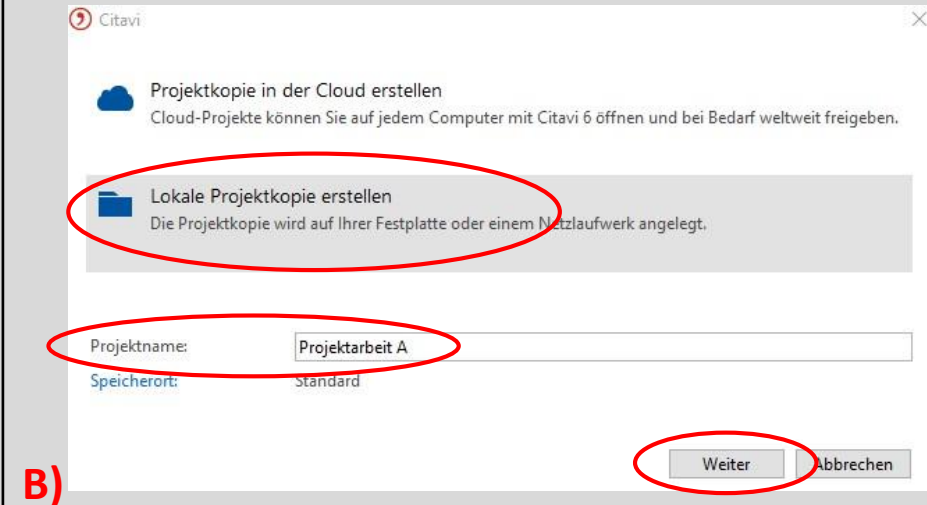 Citavi
Projektkopie in der Cloud erstellen
Cloud-Projekte können Sie auf jedem Computer mit Citavi 6 öffnen und bei Bedarf weltweit freigeben.
Lokale Projektkopie erstellen
Die Projektkopie wird auf Ihrer Festplatte oder einem Netzlaufwerk angelegt.
Projektname: Projektarbeit A
Speicherort: Standard
Weiter Abbrechen
B)